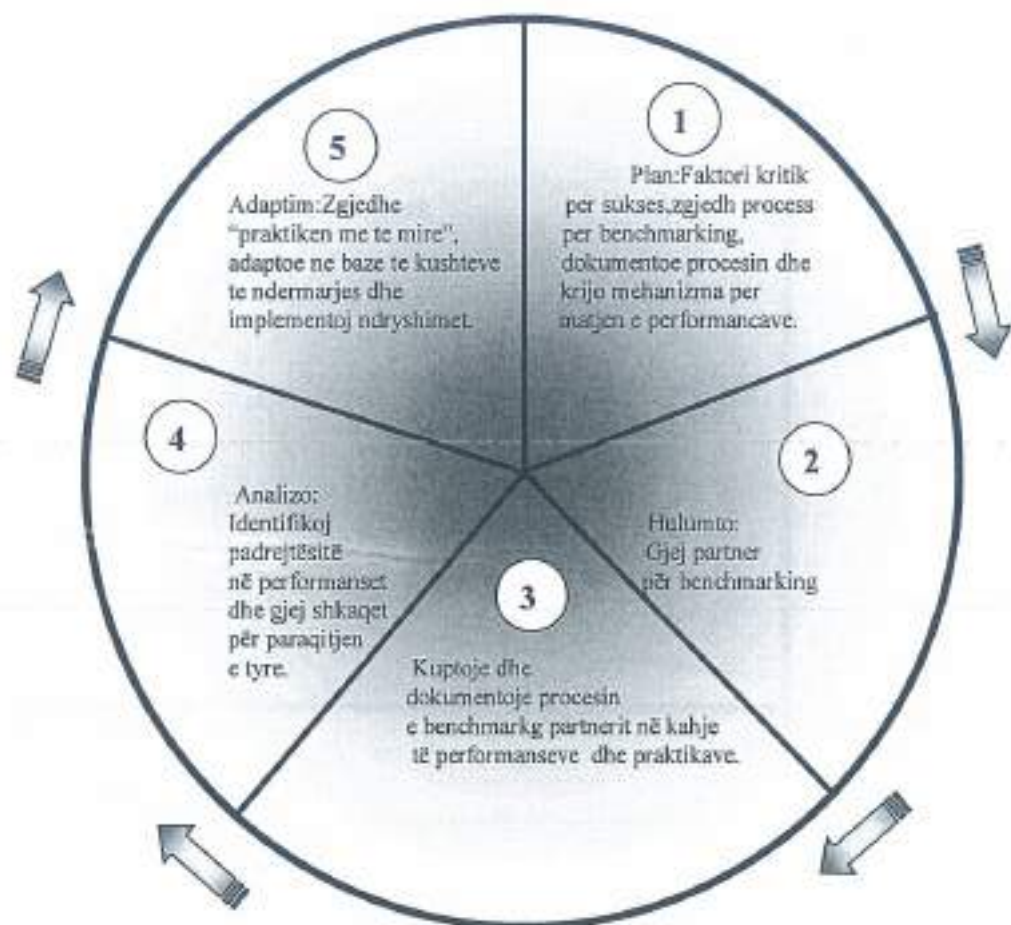 1
Plan:Faktori kritik
per sukses,zgjedh process
per benchmarking,
dokumentoe procesin dhe
krijo mehanizma per
matjen e performancave.
2
Hulumto:
Gjej partner
për benchmarking
3
Kuptoje dhe
dokumentoje procesin
e benchmarkg partnerit në kahje
të performanseve dhe praktikave.
4
Analizo:
Identifikoj
padrejtësitë
në performanset
dhe gjej shkaqet
për paraqitjen
e tyre.
5
Adaptim:Zgjedhe
"praktiken me te mire",
adaptoe ne baze te kushteve
te ndermarjes dhe
implementoj ndryshimet.